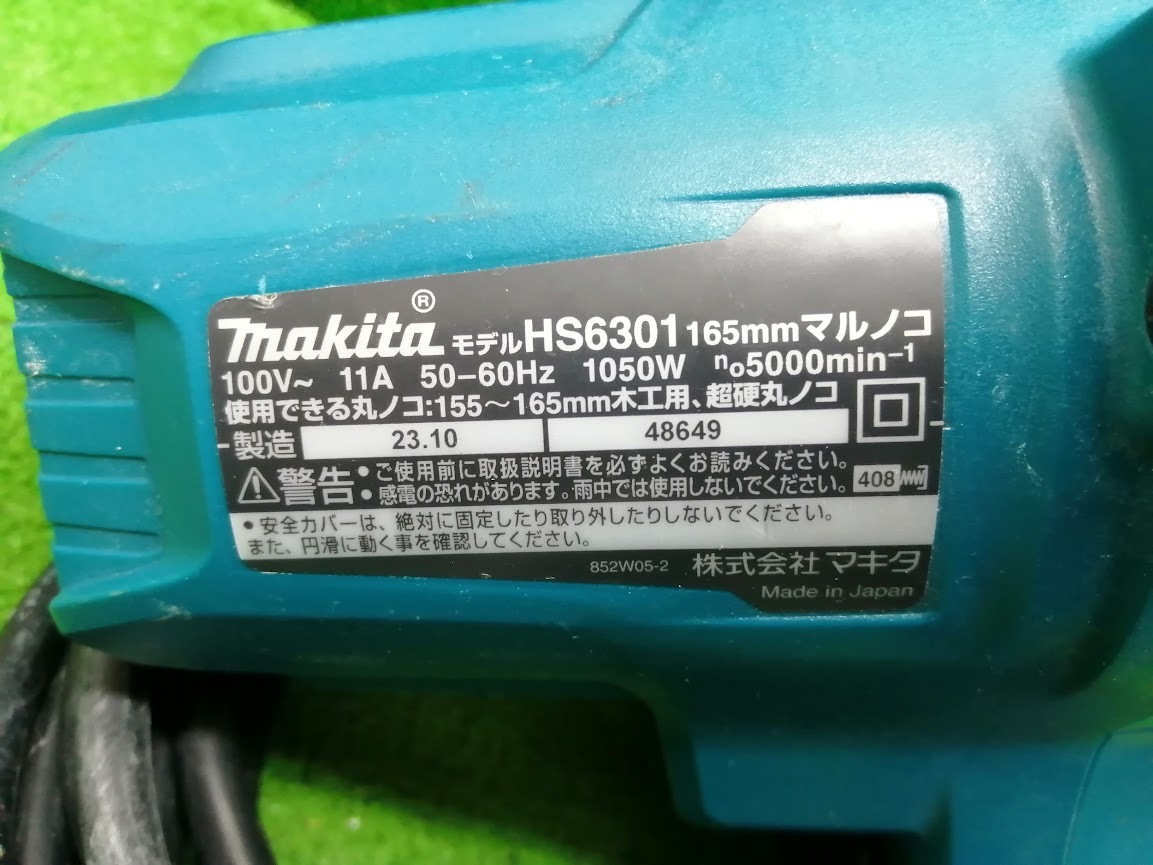 makita® モデルHS6301 165mmマルノコ
100V~ 11A 50-60Hz 1050W n₀5000min⁻¹
使用できる丸ノコ:155～165mm木工用、超硬丸ノコ
製造 23.10 48649
警告 • ご使用前に取扱説明書を必ずよくお読みください。
• 感電の恐れがあります。雨中では使用しないでください。 408
• 安全カバーは、絶対に固定したり取り外したりしないでください。
また、円滑に動く事を確認してください。
852W05-2 株式会社 マキタ
Made in Japan